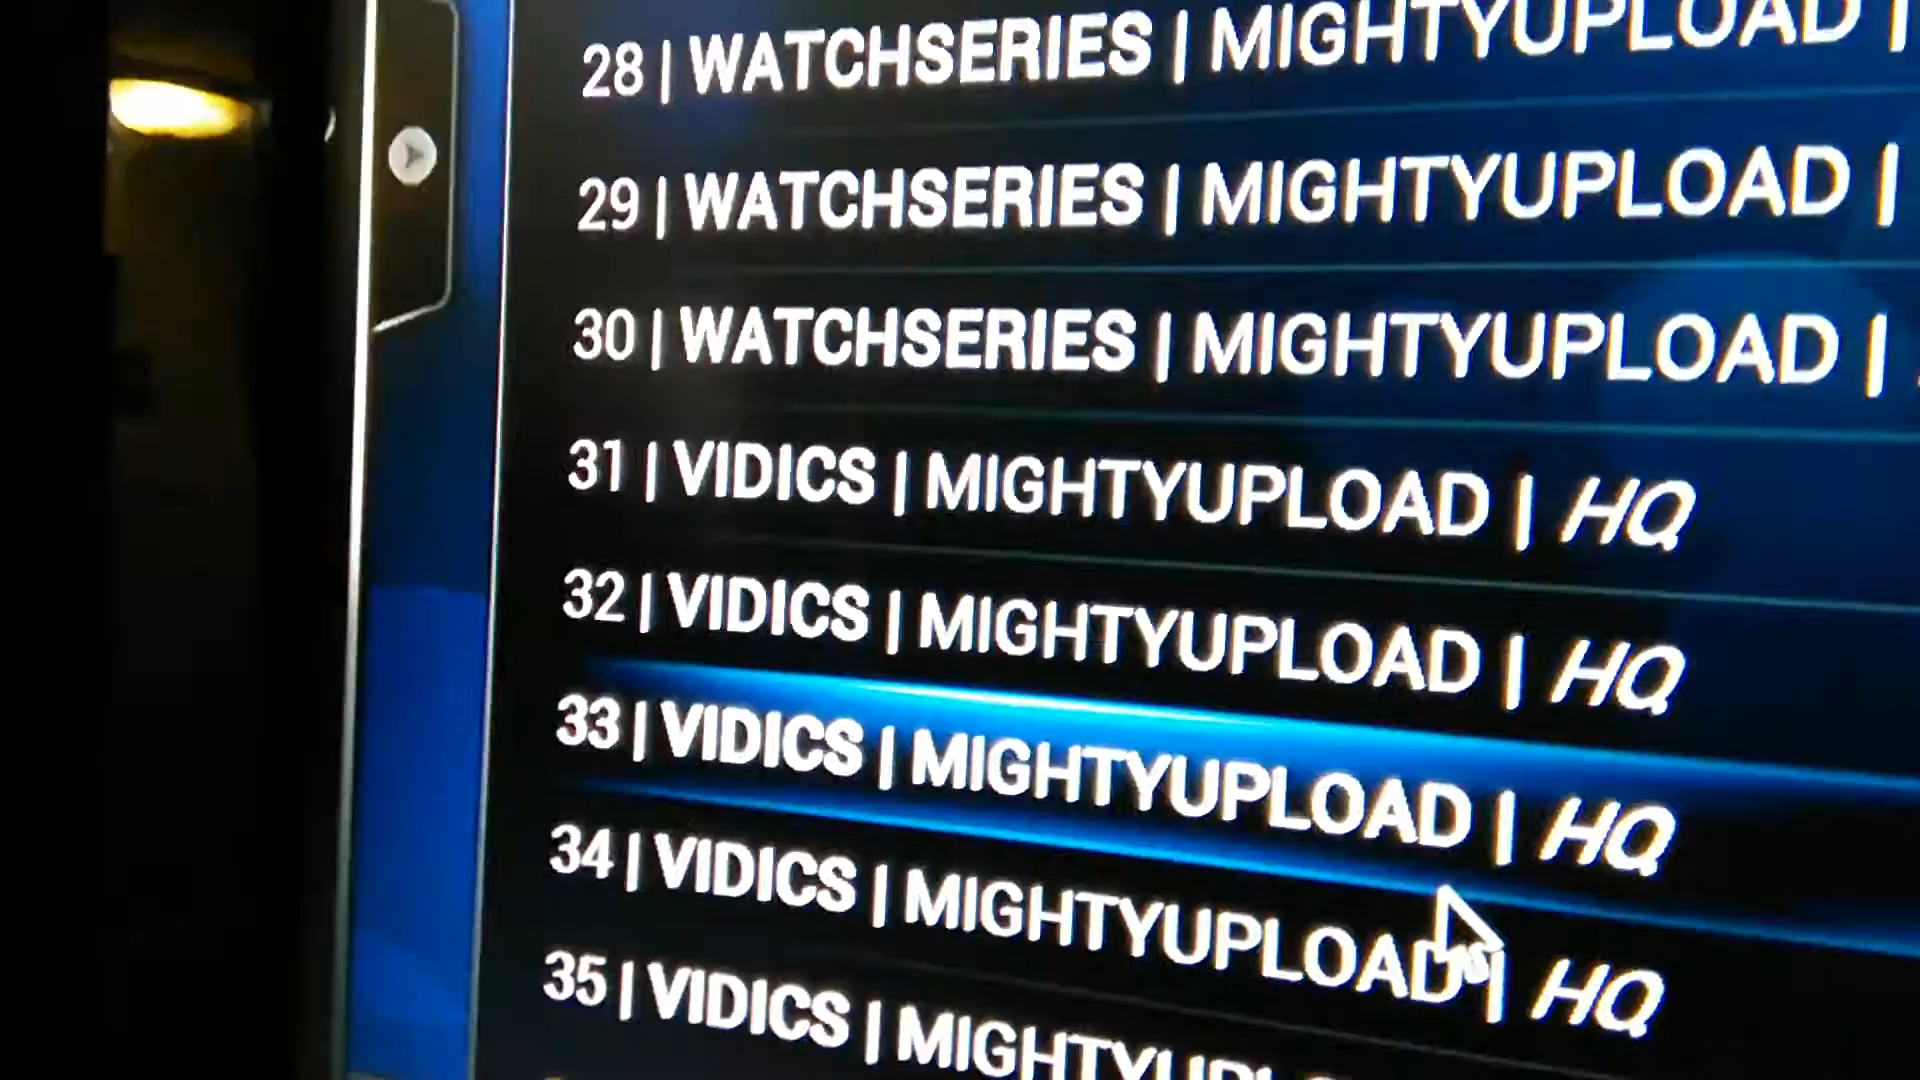 28 | WATCHSERIES | MIGHTYUPLOAD |
29 | WATCHSERIES | MIGHTYUPLOAD |
30 | WATCHSERIES | MIGHTYUPLOAD |
31 | VIDICS | MIGHTYUPLOAD | HQ
32 | VIDICS | MIGHTYUPLOAD | HQ
33 | VIDICS | MIGHTYUPLOAD | HQ
34 | VIDICS | MIGHTYUPLOAD | HQ
35 | VIDICS |